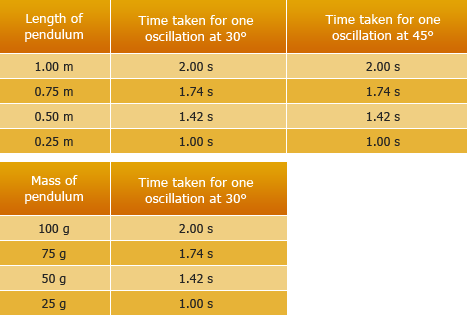 Length of pendulum Time taken for one oscillation at 30º Time taken for one oscillation at 45º
1.00 m 2.00 s 2.00 s
0.75 m 1.74 s 1.74 s
0.50 m 1.42 s 1.42 s
0.25 m 1.00 s 1.00 s
Mass of pendulum Time taken for one oscillation at 30º
100 g 2.00 s
75 g 1.74 s
50 g 1.42 s
25 g 1.00 s